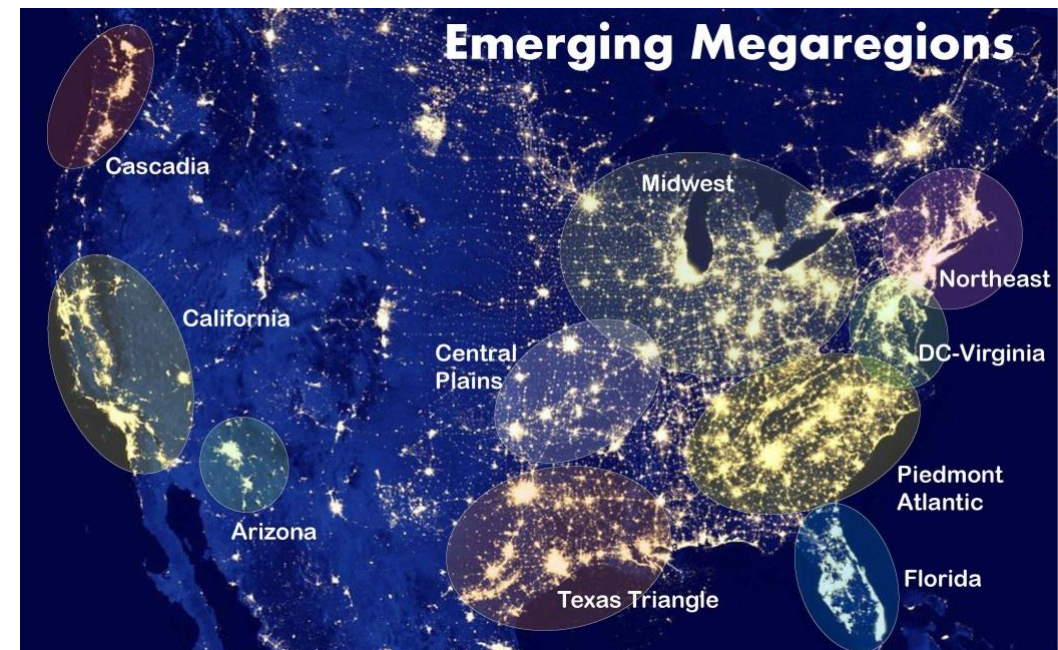 Emerging Megaregions
Cascadia
Midwest
Northeast
California
Central
Plains
DC-Virginia
Piedmont
Atlantic
Arizona
Florida
Texas Triangle